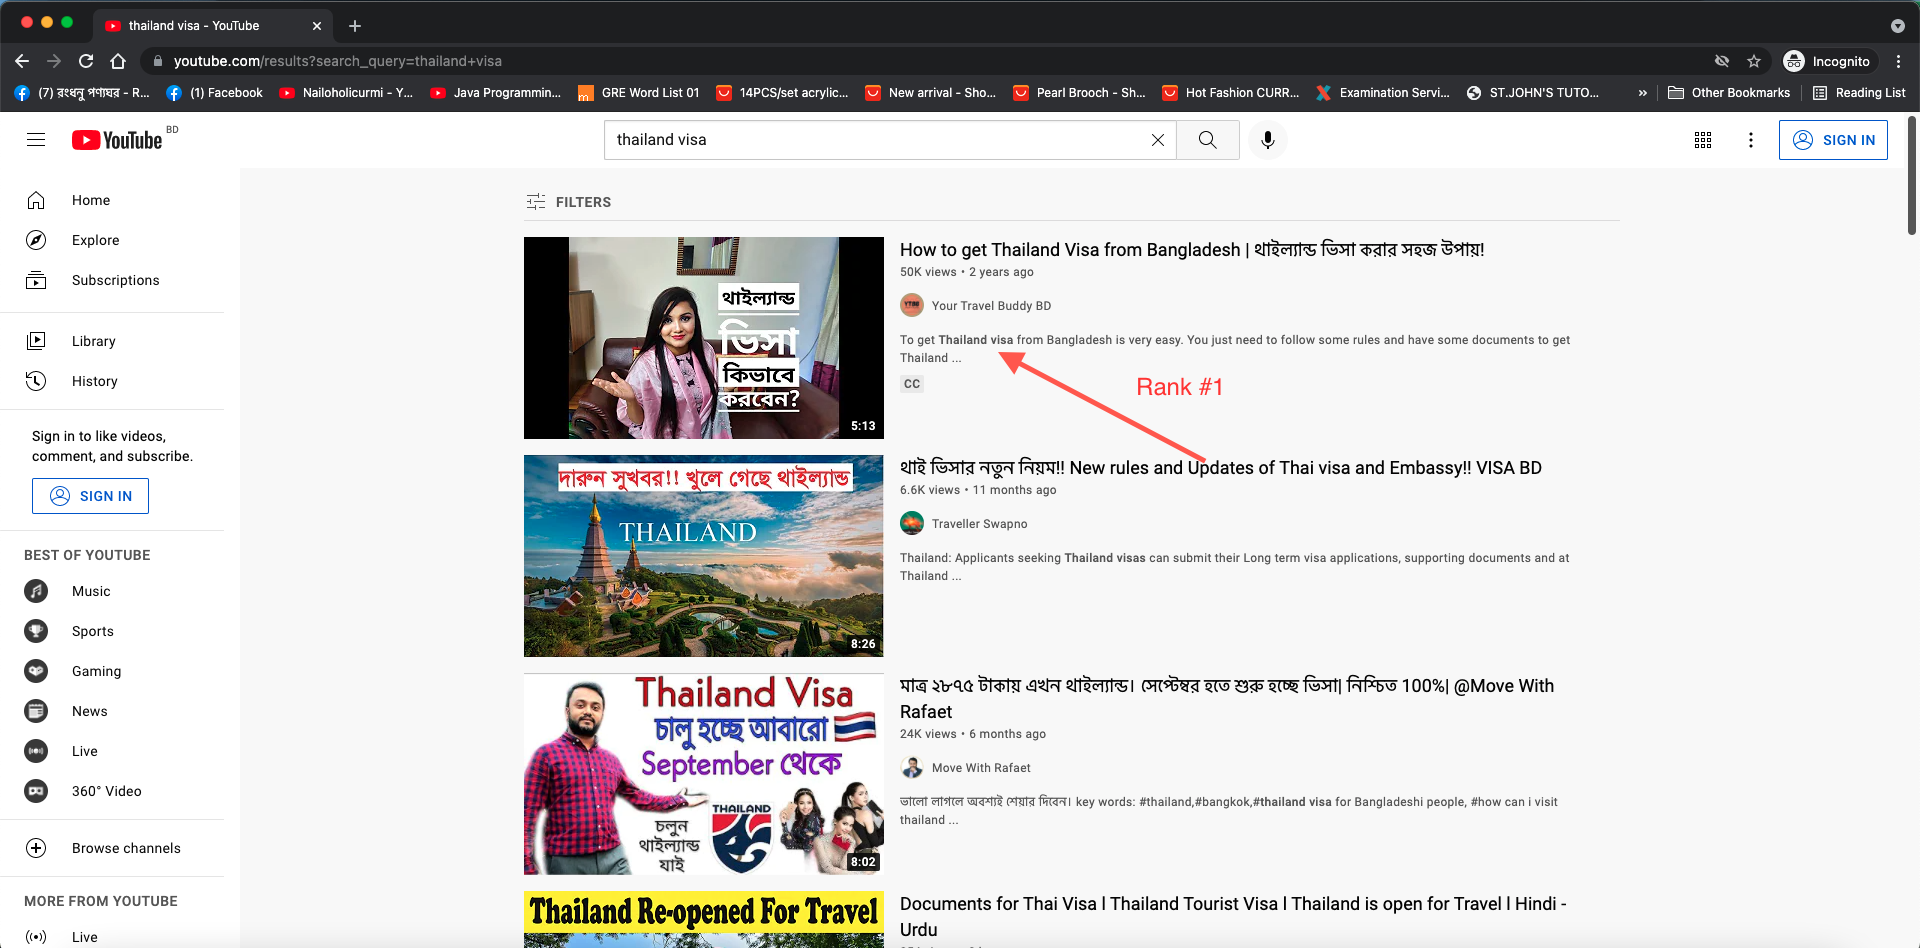 thailand visa - YouTube
youtube.com/results?search_query=thailand+visa
Incognito
(7) রংধনু পণ্যঘর - R...
(1) Facebook
Nailoholicurmi - Y...
Java Programmin...
GRE Word List 01
14PCS/set acrylic...
New arrival - Sho...
Pearl Brooch - Sh...
Hot Fashion CURR...
Examination Servi...
ST.JOHN'S TUTO...
»
Other Bookmarks
Reading List
YouTube BD
thailand visa
SIGN IN
Home
Explore
Subscriptions
Library
History
Sign in to like videos,
comment, and subscribe.
SIGN IN
BEST OF YOUTUBE
Music
Sports
Gaming
News
Live
360° Video
Browse channels
MORE FROM YOUTUBE
Live
FILTERS
থাইল্যান্ড
ভিসা
কিভাবে
করবেন?
5:13
How to get Thailand Visa from Bangladesh | থাইল্যান্ড ভিসা করার সহজ উপায়!
50K views • 2 years ago
YTBB
Your Travel Buddy BD
To get Thailand visa from Bangladesh is very easy. You just need to follow some rules and have some documents to get
Thailand ...
CC
Rank #1
দারুন সুখবর!! খুলে গেছে থাইল্যান্ড
THAILAND
8:26
থাই ভিসার নতুন নিয়ম!! New rules and Updates of Thai visa and Embassy!! VISA BD
6.6K views • 11 months ago
Traveller Swapno
Thailand: Applicants seeking Thailand visas can submit their Long term visa applications, supporting documents and at
Thailand ...
Thailand Visa
চালু হচ্ছে আবারো
September থেকে
THAILAND
চলুন
থাইল্যান্ড
যাই
8:02
মাত্র ২৮৭৫ টাকায় এখন থাইল্যান্ড। সেপ্টেম্বর হতে শুরু হচ্ছে ভিসা| নিশ্চিত 100%| @Move With
Rafaet
24K views • 6 months ago
Move With Rafaet
ভালো লাগলে অবশ্যই শেয়ার দিবেন। key words: #thailand,#bangkok,#thailand visa for Bangladeshi people, #how can i visit
thailand ...
Thailand Re-opened For Travel
Documents for Thai Visa l Thailand Tourist Visa l Thailand is open for Travel l Hindi -
Urdu